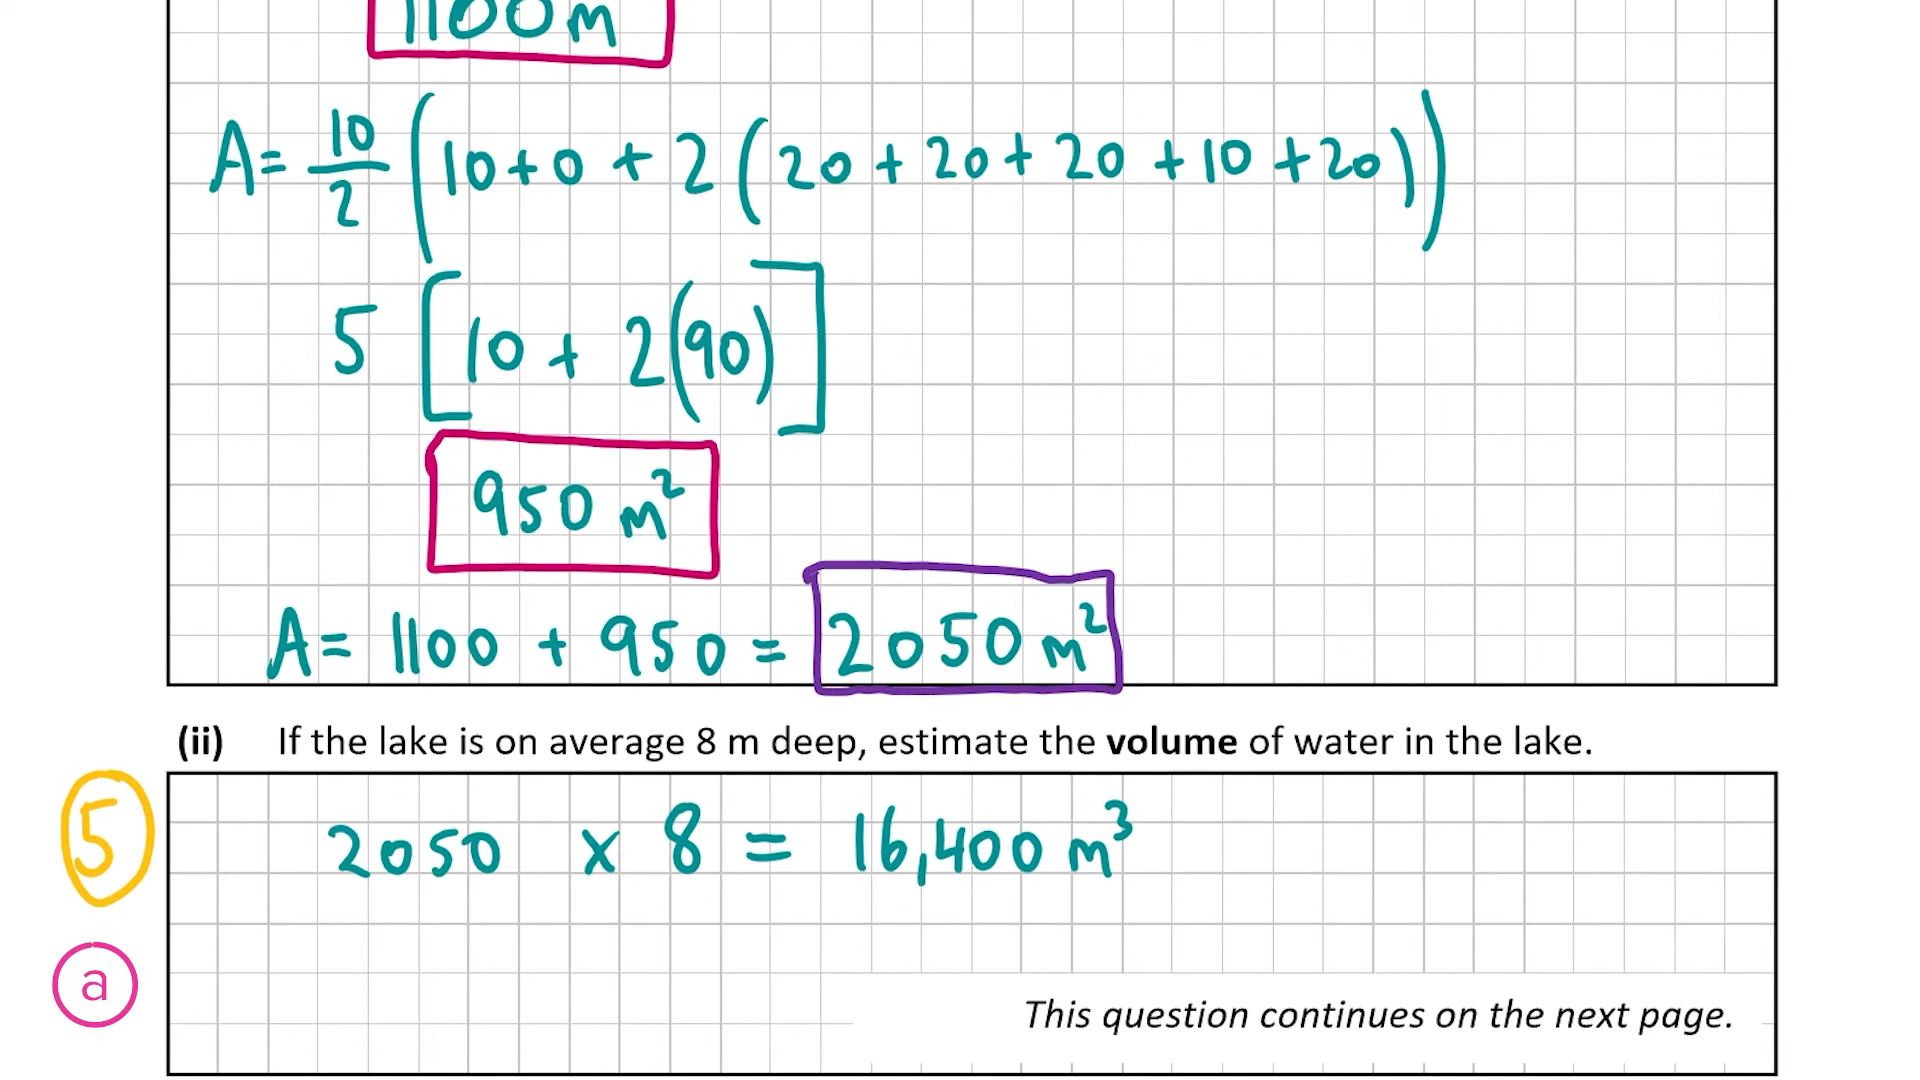 1100 m
A = 10/2 (10 + 0 + 2 (20 + 20 + 20 + 10 + 20))
5 [10 + 2(90)]
950 m²
A = 1100 + 950 = 2050 m²
(ii) If the lake is on average 8 m deep, estimate the volume of water in the lake.
5
2050 x 8 = 16,400 m³
a
This question continues on the next page.